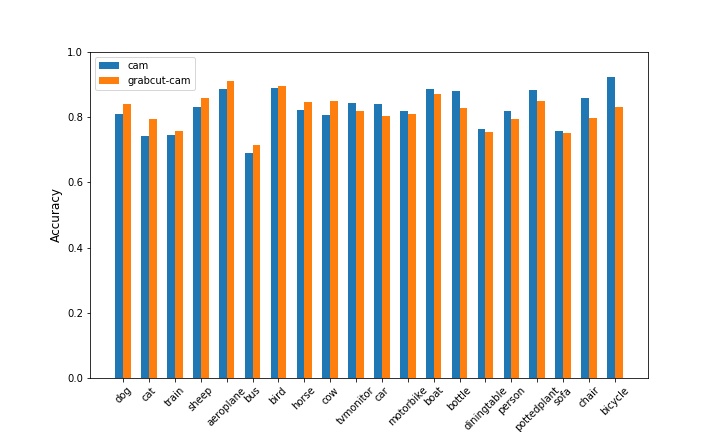 cam
grabcut-cam
1.0
0.8
0.6
0.4
0.2
0.0
Accuracy
dog
cat
train
sheep
aeroplane
bus
bird
horse
cow
tvmonitor
car
motorbike
boat
bottle
diningtable
person
pottedplant
sofa
chair
bicycle